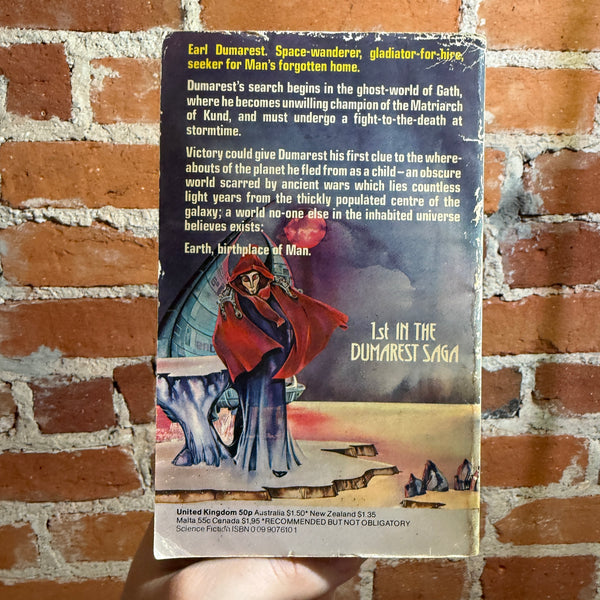 Earl Dumarest. Space-wanderer, gladiator-for-hire,
seeker for Man's forgotten home.
Dumarest's search begins in the ghost-world of Gath,
where he becomes unwilling champion of the Matriarch
of Kund, and must undergo a fight-to-the-death at
stormtime.
Victory could give Dumarest his first clue to the where-
abouts of the planet he fled from as a child – an obscure
world scarred by ancient wars which lies countless
light years from the thickly populated centre of the
galaxy; a world no-one else in the inhabited universe
believes exists:
Earth, birthplace of Man.
1st IN THE
DUMAREST SAGA
United Kingdom 50p Australia $1.50* New Zealand $1.35
Malta 55c Canada $1.95 *RECOMMENDED BUT NOT OBLIGATORY
Science Fiction ISBN 0 09 907610 1